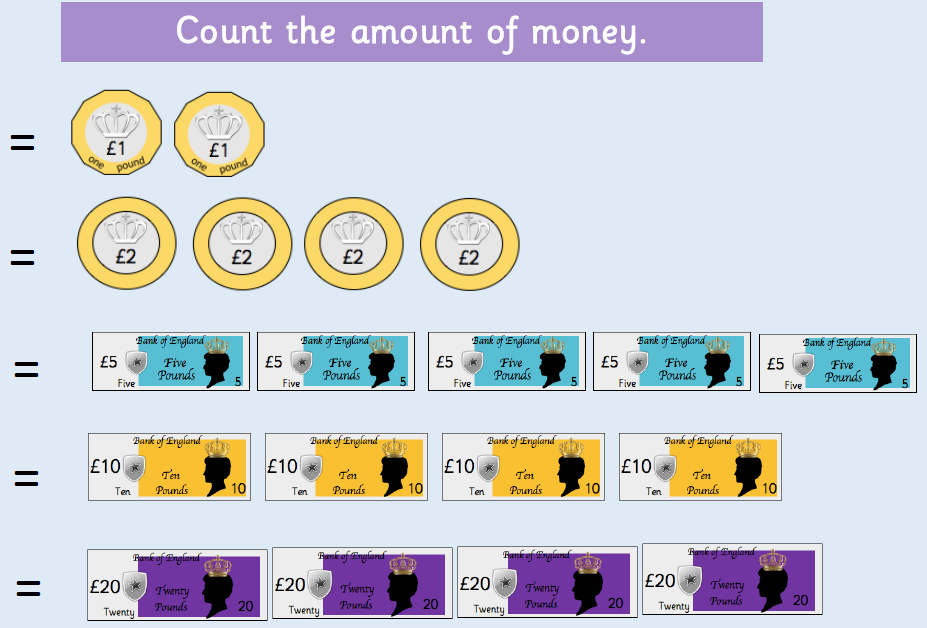 Count the amount of money.
= £1 one pound £1 one pound
= £2 £2 £2 £2
= Bank of England £5 Five Pounds Five 5 Bank of England £5 Five Pounds Five 5 Bank of England £5 Five Pounds Five 5 Bank of England £5 Five Pounds Five 5 Bank of England £5 Five Pounds Five 5
= Bank of England £10 Ten Pounds Ten 10 Bank of England £10 Ten Pounds Ten 10 Bank of England £10 Ten Pounds Ten 10 Bank of England £10 Ten Pounds Ten 10
= Bank of England £20 Twenty Pounds Twenty 20 Bank of England £20 Twenty Pounds Twenty 20 Bank of England £20 Twenty Pounds Twenty 20 Bank of England £20 Twenty Pounds Twenty 20